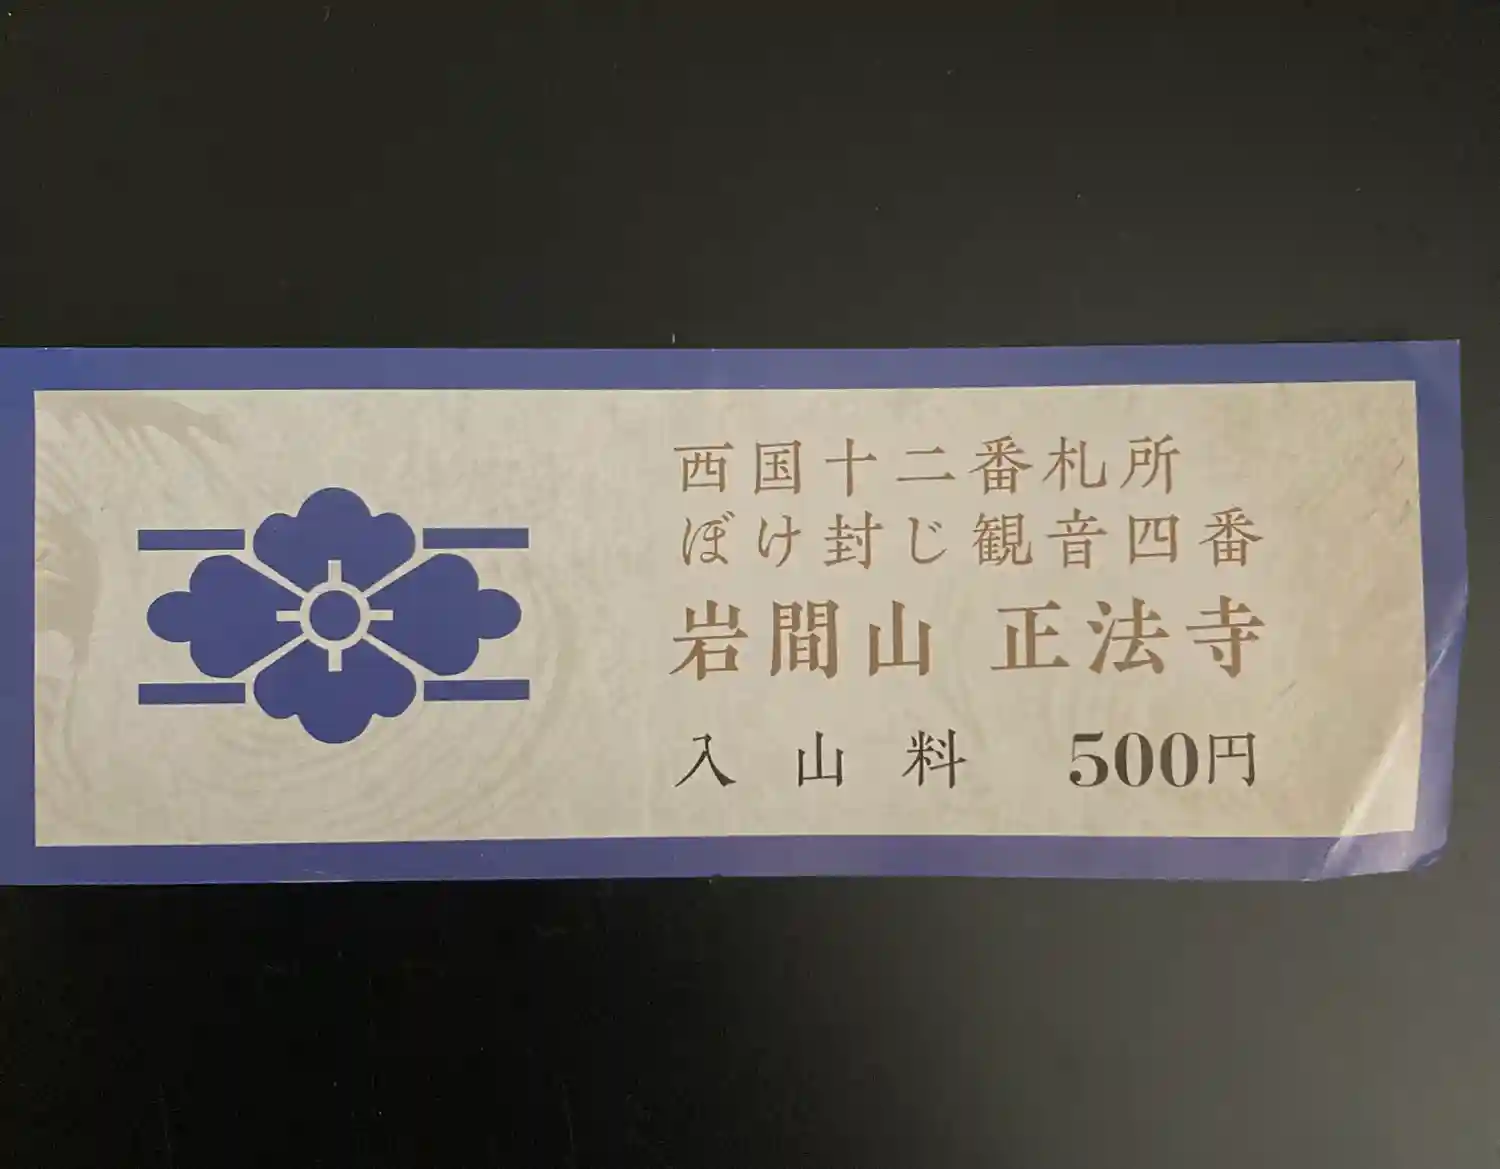 西国十二番札所
ぼけ封じ観音四番
岩間山 正法寺
入山料 500円